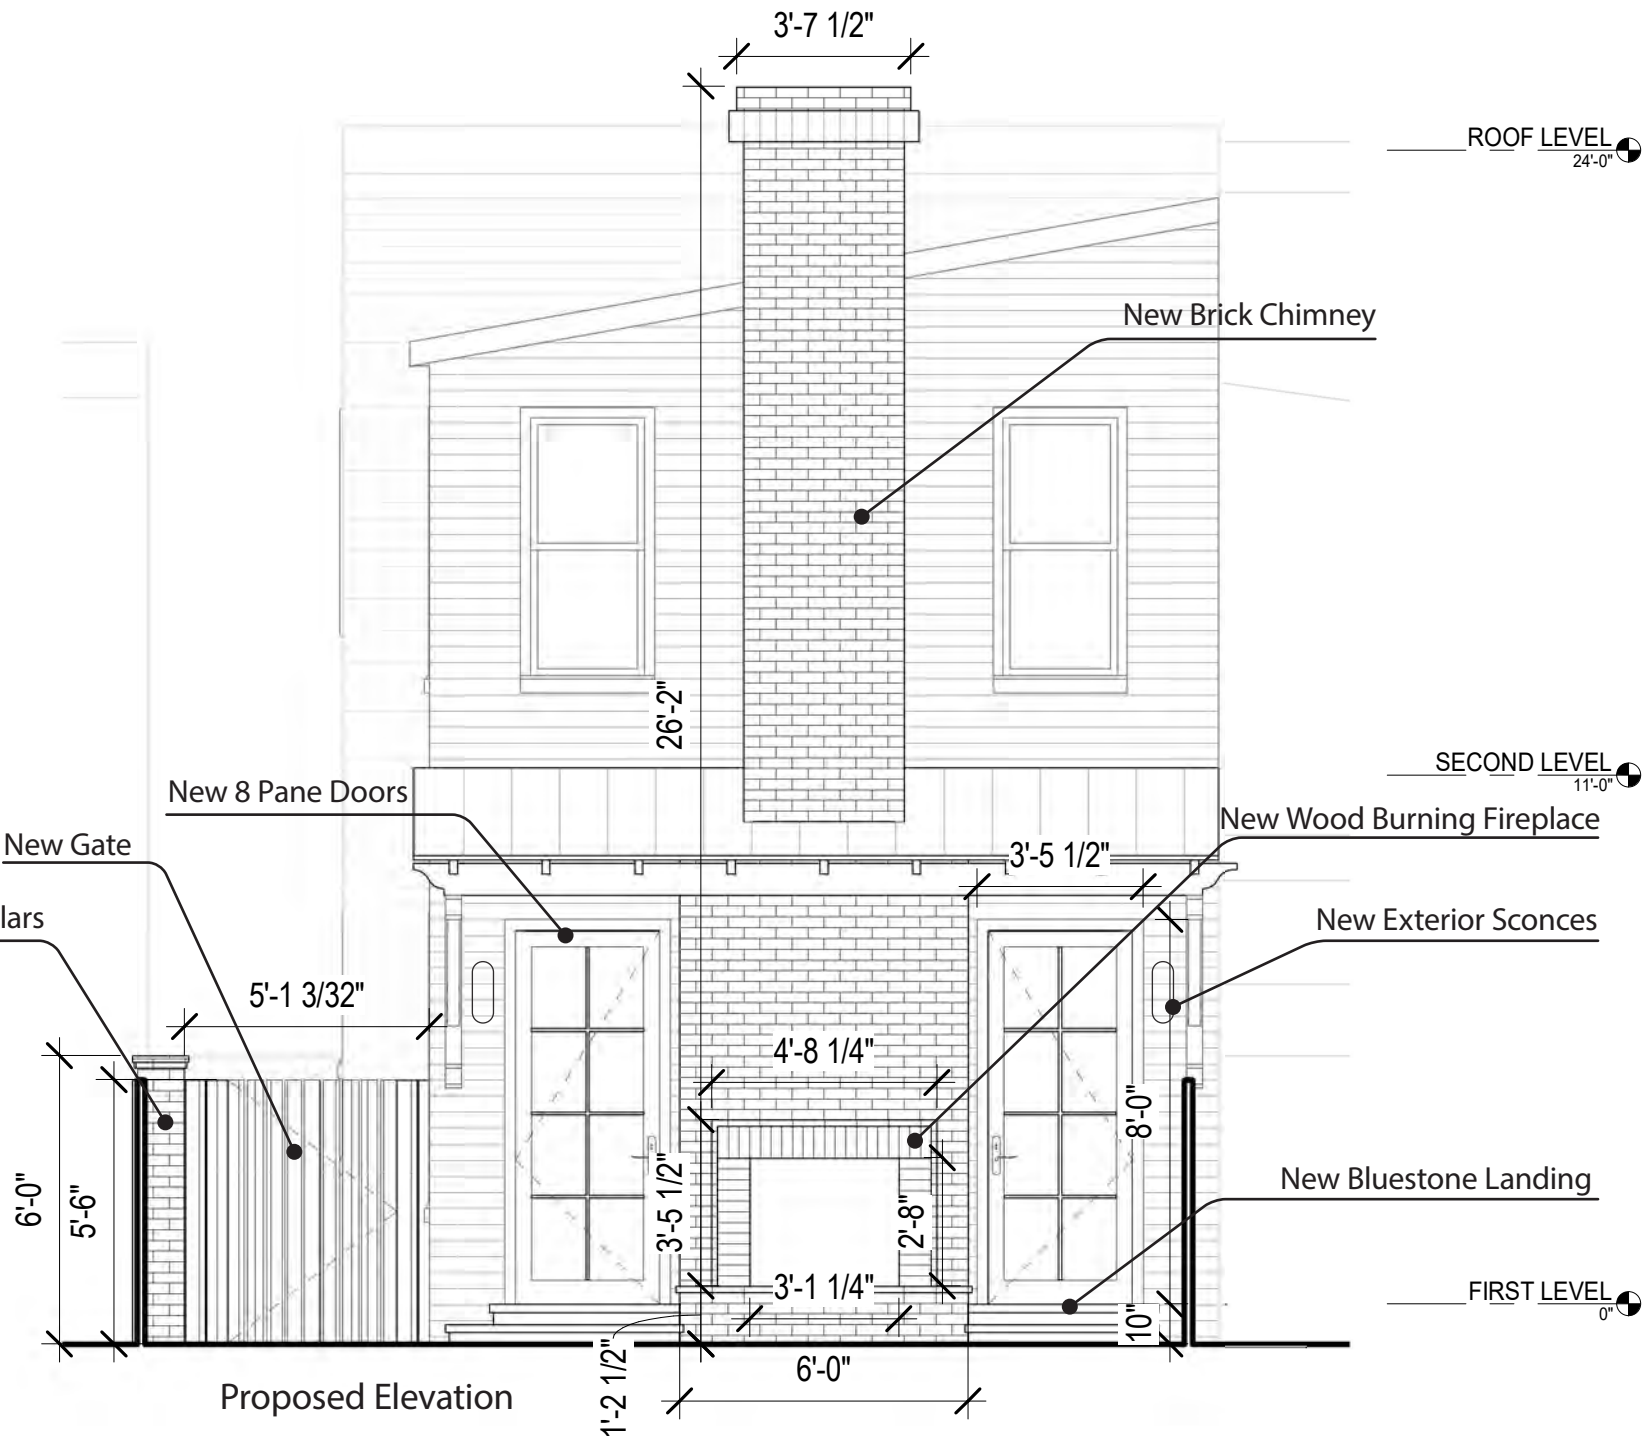 3'-7 1/2"
ROOF LEVEL
24'-0"
New Brick Chimney
26'-2"
SECOND LEVEL
11'-0"
New 8 Pane Doors
New Wood Burning Fireplace
New Gate
3'-5 1/2"
lars
New Exterior Sconces
5'-1 3/32"
4'-8 1/4"
8'-0"
6'-0"
5'-6"
3'-5 1/2"
2'-8"
New Bluestone Landing
3'-1 1/4"
FIRST LEVEL
0"
10"
1'-2 1/2"
6'-0"
Proposed Elevation